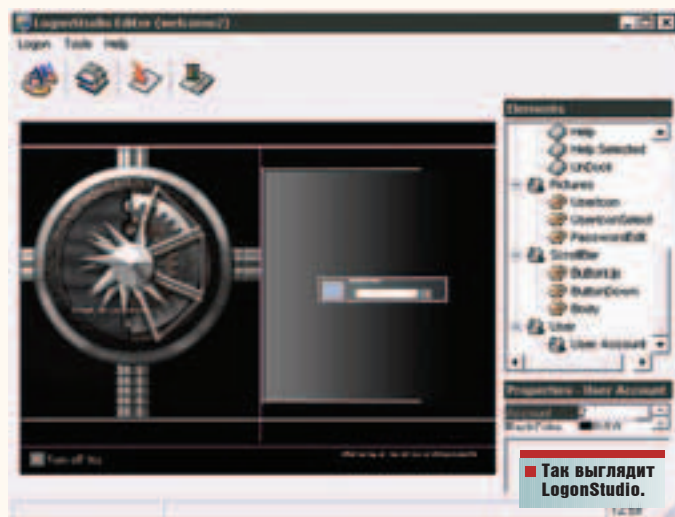 LogonStudio Editor (welcome2)
Logon Tools Help
Elements
Help
Help Selected
UnDock
Pictures
UserIcon
UserIconSelect
PasswordEdit
ScrollBar
ButtonUp
ButtonDown
Body
User
User Account
Properties - User Account
Account
Turn off
Так выглядит
LogonStudio.